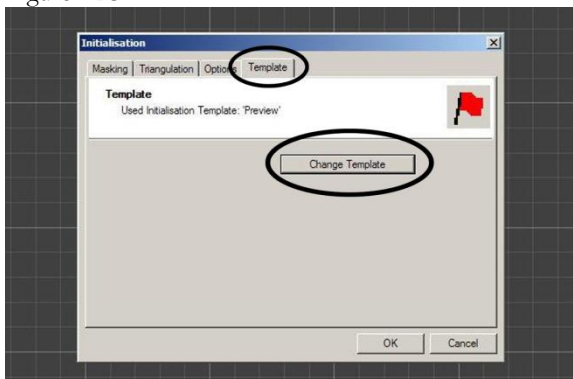 Initialisation
Masking Triangulation Options Template
Template
Used Initialisation Template: 'Preview'
Change Template
OK Cancel